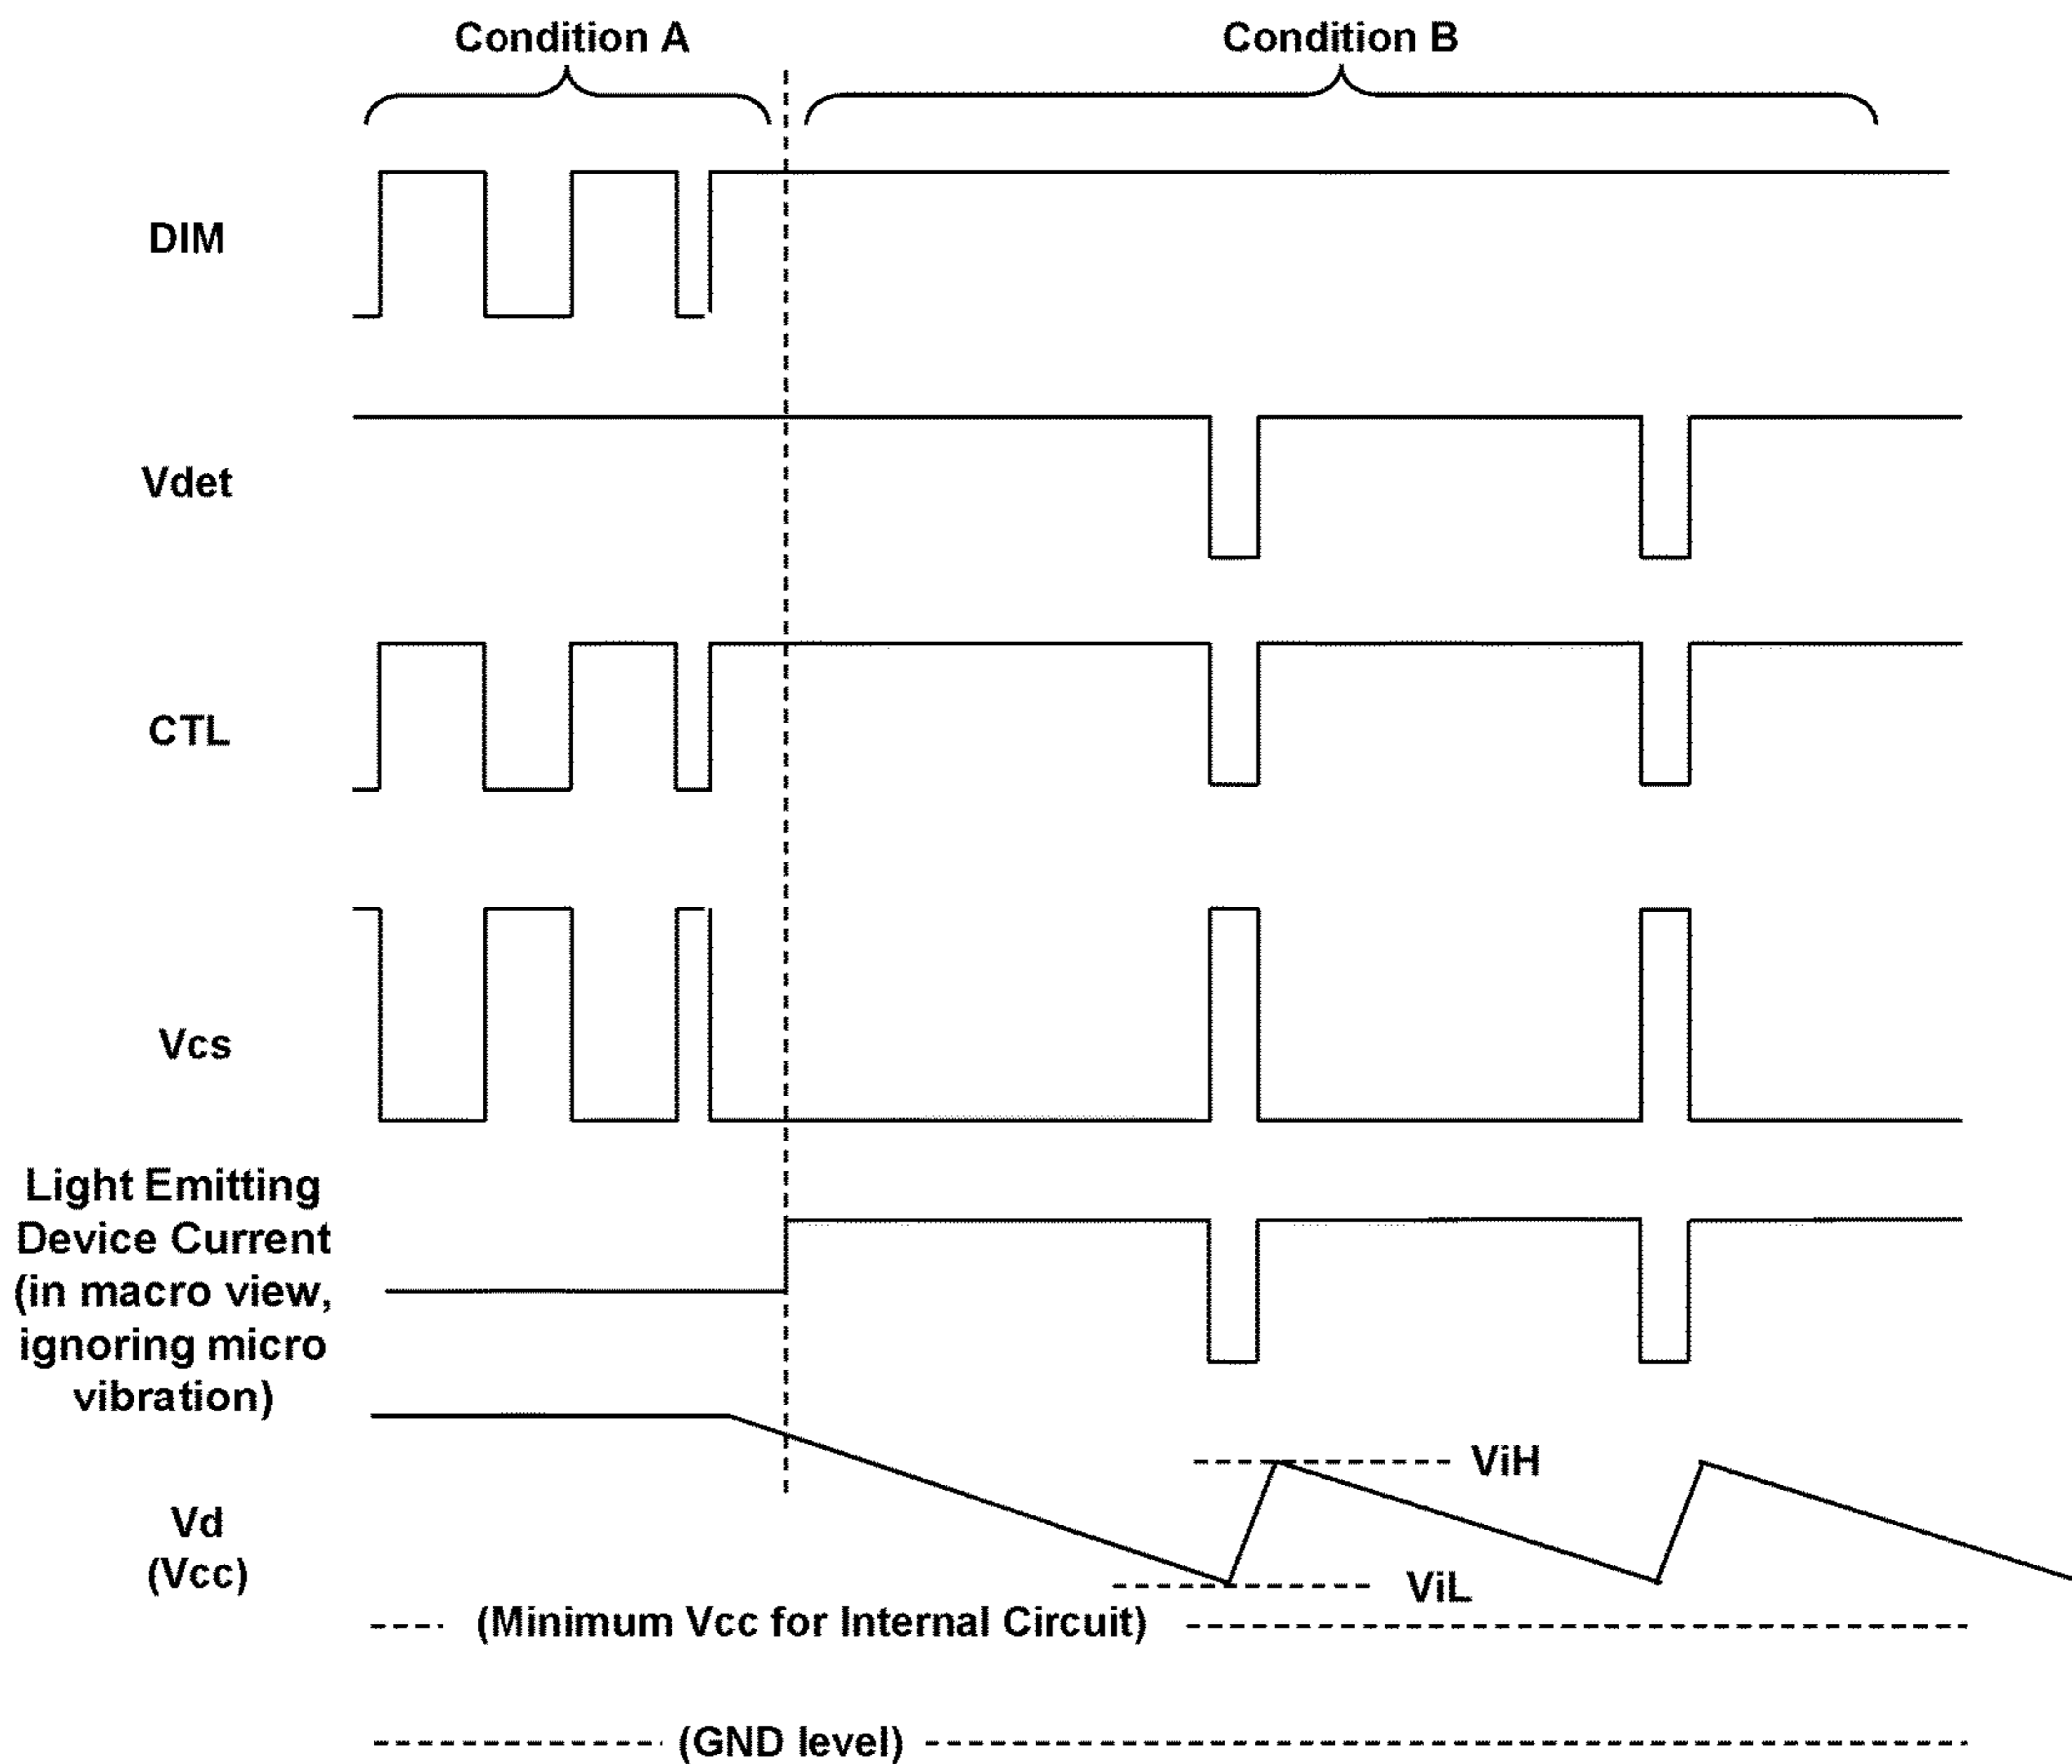 Condition A
Condition B
DIM
Vdet
CTL
Vcs
Light Emitting
Device Current
(in macro view,
ignoring micro
vibration)
ViH
Vd
(Vcc)
ViL
(Minimum Vcc for Internal Circuit)
(GND level)